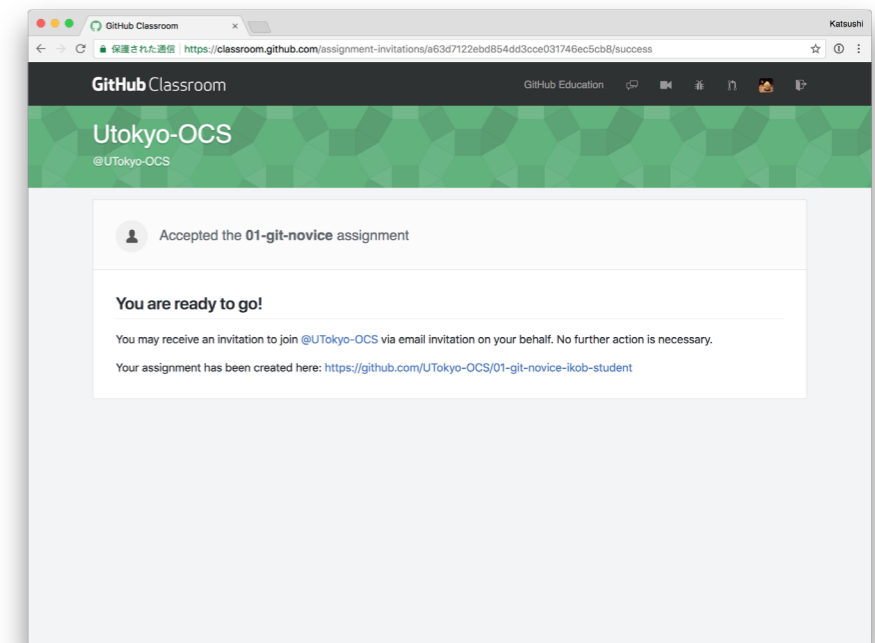 GitHub Classroom
Katsushi
保護された通信 https://classroom.github.com/assignment-invitations/a63d7122ebd854dd3cce031746ec5cb8/success
GitHub Classroom
GitHub Education
Utokyo-OCS
@UTokyo-OCS
Accepted the 01-git-novice assignment
You are ready to go!
You may receive an invitation to join @UTokyo-OCS via email invitation on your behalf. No further action is necessary.
Your assignment has been created here: https://github.com/UTokyo-OCS/01-git-novice-ikob-student